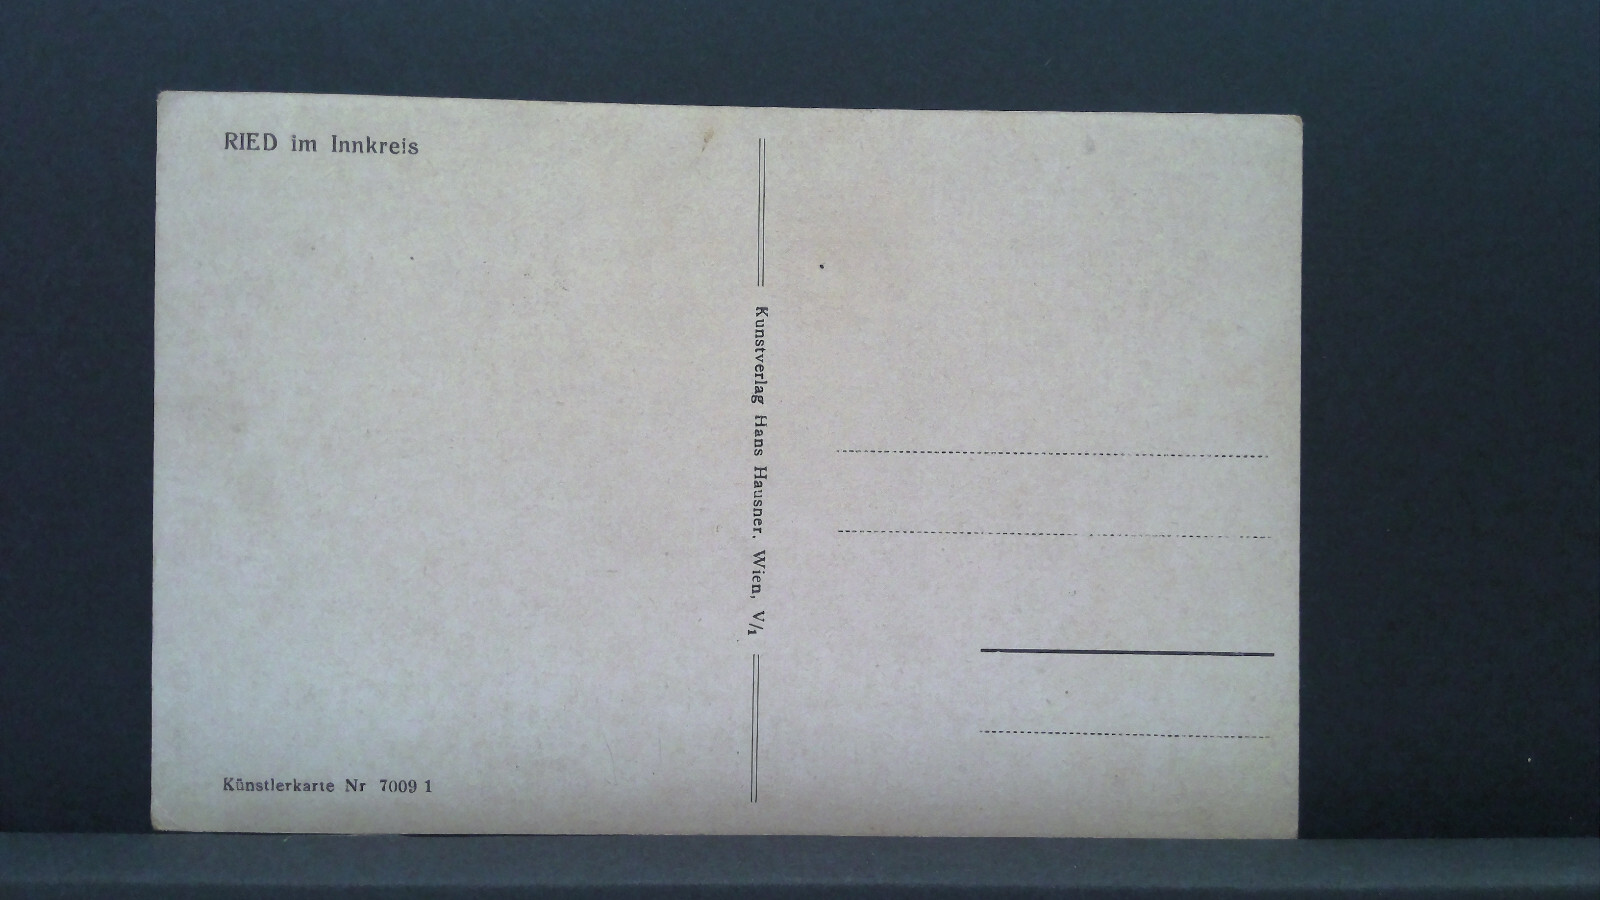 RIED im Innkreis
Kunstverlag Hans Hausner, Wien, V/1
Künstlerkarte Nr 7009 1